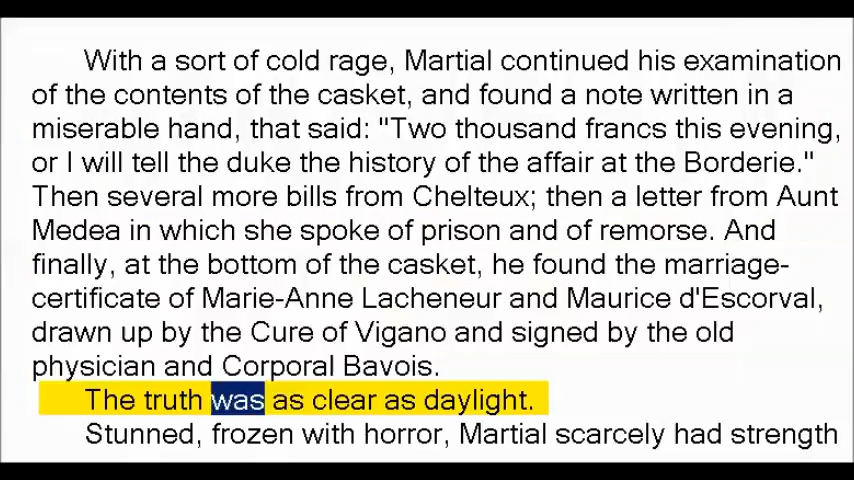 With a sort of cold rage, Martial continued his examination
of the contents of the casket, and found a note written in a
miserable hand, that said: "Two thousand francs this evening,
or I will tell the duke the history of the affair at the Borderie."
Then several more bills from Chelteux; then a letter from Aunt
Medea in which she spoke of prison and of remorse. And
finally, at the bottom of the casket, he found the marriage-
certificate of Marie-Anne Lacheneur and Maurice d'Escorval,
drawn up by the Cure of Vigano and signed by the old
physician and Corporal Bavois.
The truth was as clear as daylight.
Stunned, frozen with horror, Martial scarcely had strength